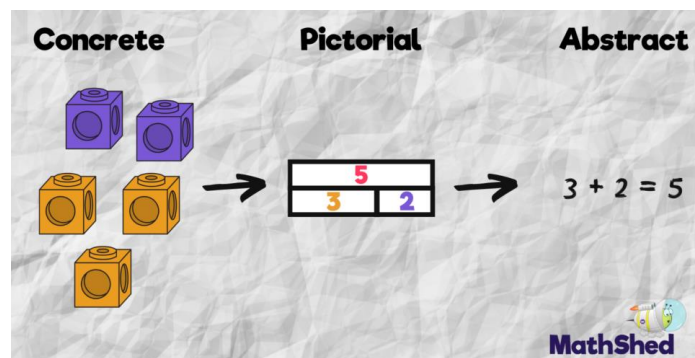 Concrete
Pictorial
Abstract
5
3 2
3 + 2 = 5
MathShed